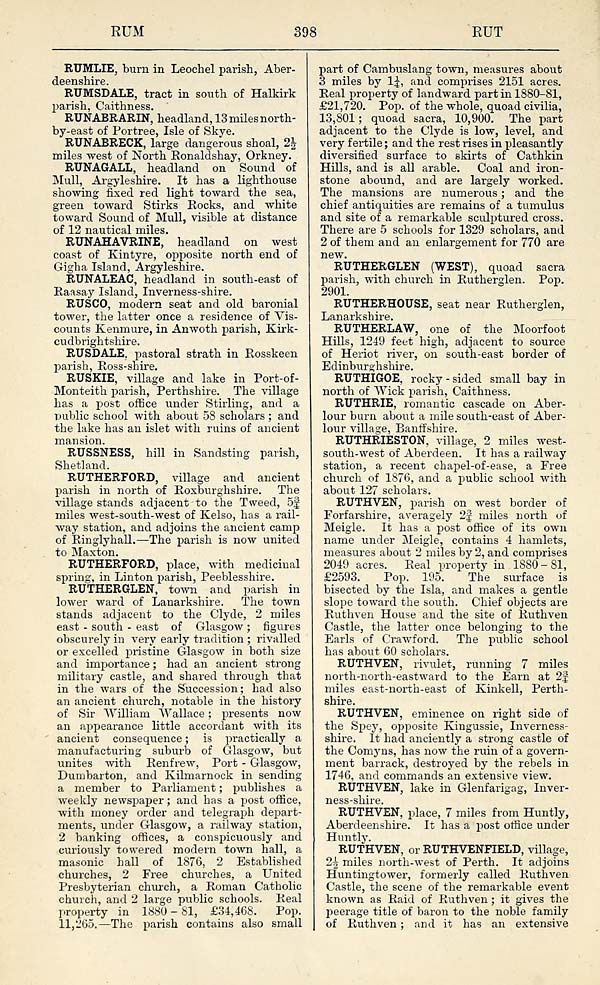 RUM 398 RUT
RUMLIE, burn in Leochel parish, Aber-
deenshire.
RUMSDALE, tract in south of Halkirk
parish, Caithness.
RUNABRARIN, headland, 13 miles north-
by-east of Portree, Isle of Skye.
RUNABRECK, large dangerous shoal, 2½
miles west of North Ronaldshay, Orkney.
RUNAGALL, headland on Sound of
Mull, Argyleshire. It has a lighthouse
showing fixed red light toward the sea,
green toward Stirks Rocks, and white
toward Sound of Mull, visible at distance
of 12 nautical miles.
RUNAHAVRINE, headland on west
coast of Kintyre, opposite north end of
Gigha Island, Argyleshire.
RUNALEAC, headland in south-east of
Raasay Island, Inverness-shire.
RUSCO, modern seat and old baronial
tower, the latter once a residence of Vis-
counts Kenmure, in Anwoth parish, Kirk-
cudbrightshire.
RUSDALE, pastoral strath in Rosskeen
parish, Ross-shire.
RUSKIE, village and lake in Port-of-
Monteith parish, Perthshire. The village
has a post office under Stirling, and a
public school with about 58 scholars; and
the lake has an islet with ruins of ancient
mansion.
RUSSNESS, hill in Sandsting parish,
Shetland.
RUTHERFORD, village and ancient
parish in north of Roxburghshire. The
village stands adjacent to the Tweed, 5¾
miles west-south-west of Kelso, has a rail-
way station, and adjoins the ancient camp
of Ringlyhall.—The parish is now united
to Maxton.
RUTHERFORD, place, with medicinal
spring, in Linton parish, Peeblesshire.
RUTHERGLEN, town and parish in
lower ward of Lanarkshire. The town
stands adjacent to the Clyde, 2 miles
east-south-east of Glasgow; figures
obscurely in very early tradition; rivalled
or excelled pristine Glasgow in both size
and importance; had an ancient strong
military castle, and shared through that
in the wars of the Succession; had also
an ancient church, notable in the history
of Sir William Wallace; presents now
an appearance little accordant with its
ancient consequence; is practically a
manufacturing suburb of Glasgow, but
unites with Renfrew, Port-Glasgow,
Dumbarton, and Kilmarnock in sending
a member to Parliament; publishes a
weekly newspaper; and has a post office,
with money order and telegraph depart-
ments, under Glasgow, a railway station,
2 banking offices, a conspicuously and
curiously towered modern town hall, a
masonic hall of 1876, 2 Established
churches, 2 Free churches, a United
Presbyterian church, a Roman Catholic
church, and 2 large public schools. Real
property in 1880-81, £34,468. Pop.
11,265.—The parish contains also small
part of Cambuslang town, measures about
3 miles by 1¼, and comprises 2151 acres.
Real property of landward part in 1880-81,
£21,720. Pop. of the whole, quoad civilia,
13,801; quoad sacra, 10,900. The part
adjacent to the Clyde is low, level, and
very fertile; and the rest rises in pleasantly
diversified surface to skirts of Cathkin
Hills, and is all arable. Coal and iron-
stone abound, and are largely worked.
The mansions are numerous; and the
chief antiquities are remains of a tumulus
and site of a remarkable sculptured cross.
There are 5 schools for 1329 scholars, and
2 of them and an enlargement for 770 are
new.
RUTHERGLEN (WEST), quoad sacra
parish, with church in Rutherglen. Pop.
2901.
RUTHERHOUSE, seat near Rutherglen,
Lanarkshire.
RUTHERLAW, one of the Moorfoot
Hills, 1249 feet high, adjacent to source
of Heriot river, on south-east border of
Edinburghshire.
RUTHIGOE, rocky-sided small bay in
north of Wick parish, Caithness.
RUTHRIE, romantic cascade on Aber-
lour burn about a mile south-east of Aber-
lour village, Banffshire.
RUTHRIESTON, village, 2 miles west-
south-west of Aberdeen. It has a railway
station, a recent chapel-of-ease, a Free
church of 1876, and a public school with
about 127 scholars.
RUTHVEN, parish on west border of
Forfarshire, averagely 2¾ miles north of
Meigle. It has a post office of its own
name under Meigle, contains 4 hamlets,
measures about 2 miles by 2, and comprises
2049 acres. Real property in 1880-81,
£2593. Pop. 195. The surface is
bisected by the Isla, and makes a gentle
slope toward the south. Chief objects are
Ruthven House and the site of Ruthven
Castle, the latter once belonging to the
Earls of Crawford. The public school
has about 60 scholars.
RUTHVEN, rivulet, running 7 miles
north-north-eastward to the Earn at 2¾
miles east-north-east of Kinkell, Perth-
shire.
RUTHVEN, eminence on right side of
the Spey, opposite Kingussie, Inverness-
shire. It had anciently a strong castle of
the Comyns, has now the ruin of a govern-
ment barrack, destroyed by the rebels in
1746, and commands an extensive view.
RUTHVEN, lake in Glenfarigag, Inver-
ness-shire.
RUTHVEN, place, 7 miles from Huntly,
Aberdeenshire. It has a post office under
Huntly.
RUTHVEN, or RUTHVENFIELD, village,
2½ miles north-west of Perth. It adjoins
Huntingtower, formerly called Ruthven
Castle, the scene of the remarkable event
known as Raid of Ruthven; it gives the
peerage title of baron to the noble family
of Ruthven; and it has an extensive